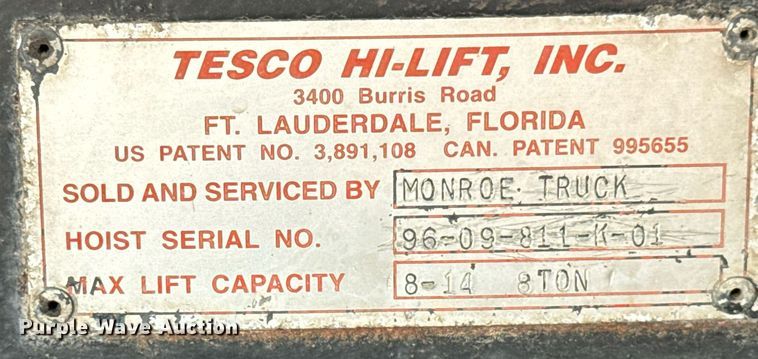 TESCO HI-LIFT, INC.
3400 Burris Road
FT. LAUDERDALE, FLORIDA
US PATENT NO. 3,891,108 CAN. PATENT 995655
SOLD AND SERVICED BY MONROE TRUCK
HOIST SERIAL NO. 96-09-811-K-01
MAX LIFT CAPACITY 8-14 8TON
Purple Wave Auction